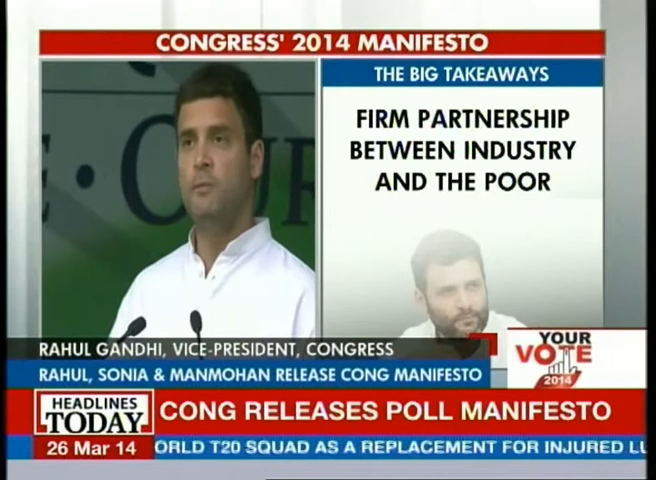 CONGRESS' 2014 MANIFESTO
THE BIG TAKEAWAYS
FIRM PARTNERSHIP
BETWEEN INDUSTRY
AND THE POOR
RAHUL GANDHI, VICE-PRESIDENT, CONGRESS
RAHUL, SONIA & MANMOHAN RELEASE CONG MANIFESTO
YOUR
VOTE
2014
HEADLINES
TODAY
CONG RELEASES POLL MANIFESTO
26 Mar 14
ORLD T20 SQUAD AS A REPLACEMENT FOR INJURED